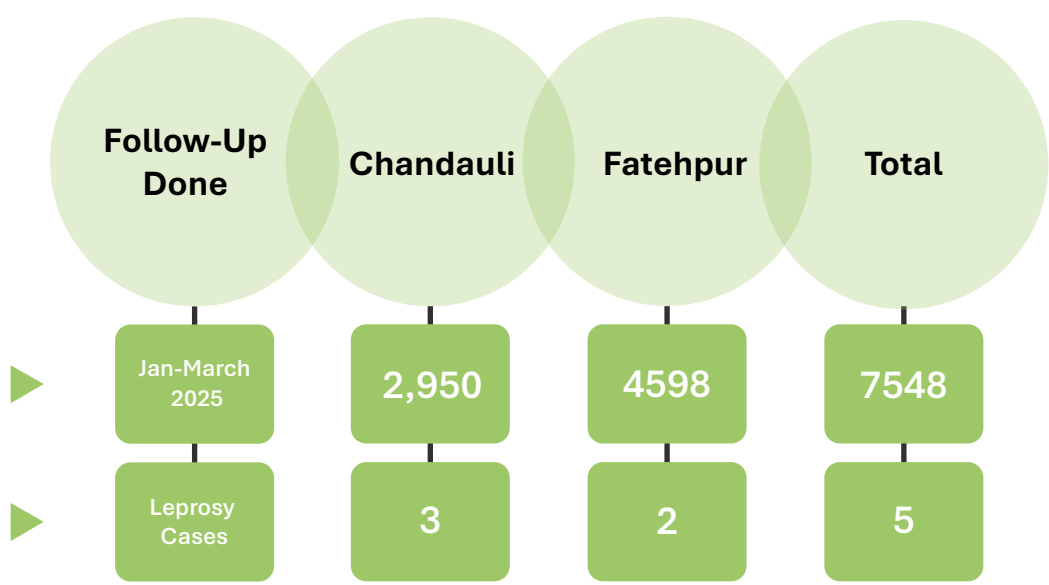 Follow-Up
Done
Chandauli
Fatehpur
Total
Jan-March
2025
2,950
4598
7548
Leprosy
Cases
3
2
5